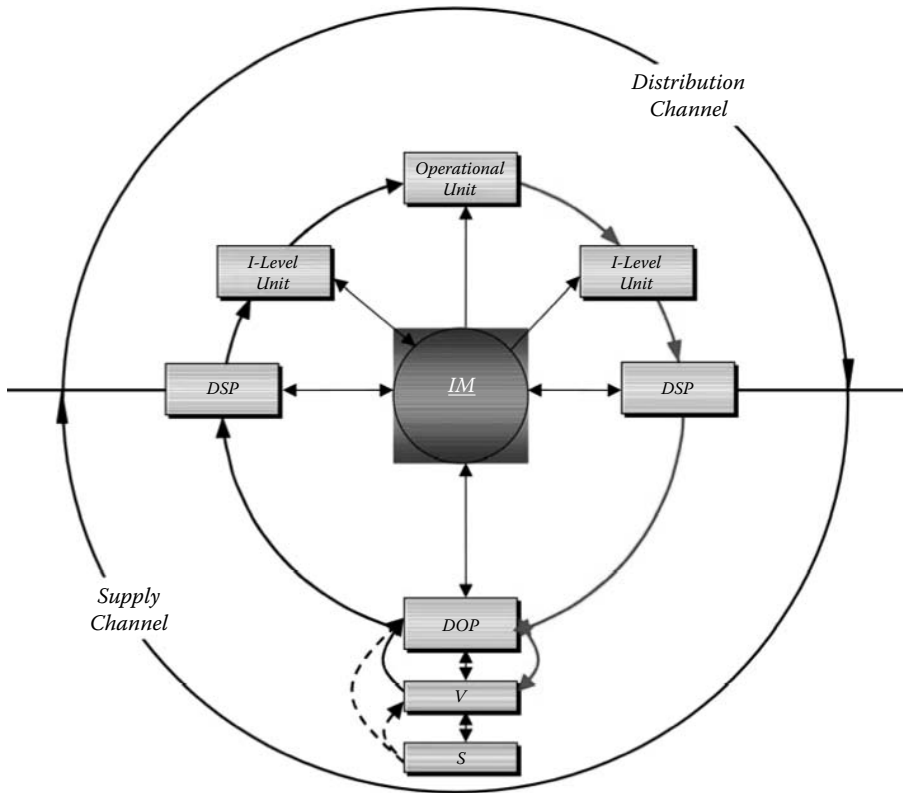 Distribution
Channel
Operational
Unit
I-Level
Unit
I-Level
Unit
DSP
IM
DSP
Supply
Channel
DOP
V
S